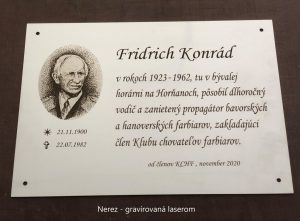 Fridrich Konrád
v rokoch 1923-1962, tu v bývalej
horárni na Horňanoch, pôsobil dlhoročný
vodič a zanietený propagátor bavorských
a hanoverských farbiarov, zakladajúci
člen Klubu chovateľov farbiarov.
21.11.1900
22.07.1982
od členov KCHF, november 2020
Nerez - gravírovaná laserom